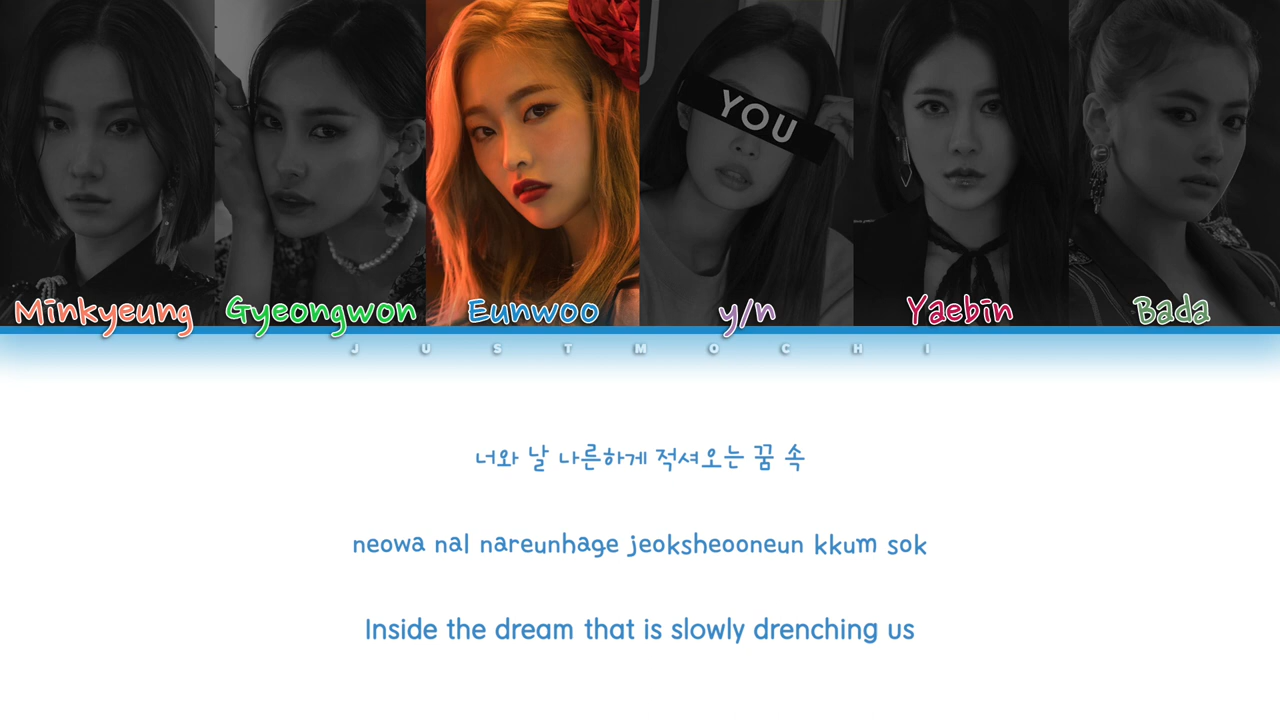 YOU
Minkyeung Gyeongwon Eunwoo y/n Yaebin Bada
JUSTMOCHI
너와 날 나른하게 적셔오는 꿈 속
neowa nal nareunhage jeoksheooneun kkum sok
Inside the dream that is slowly drenching us